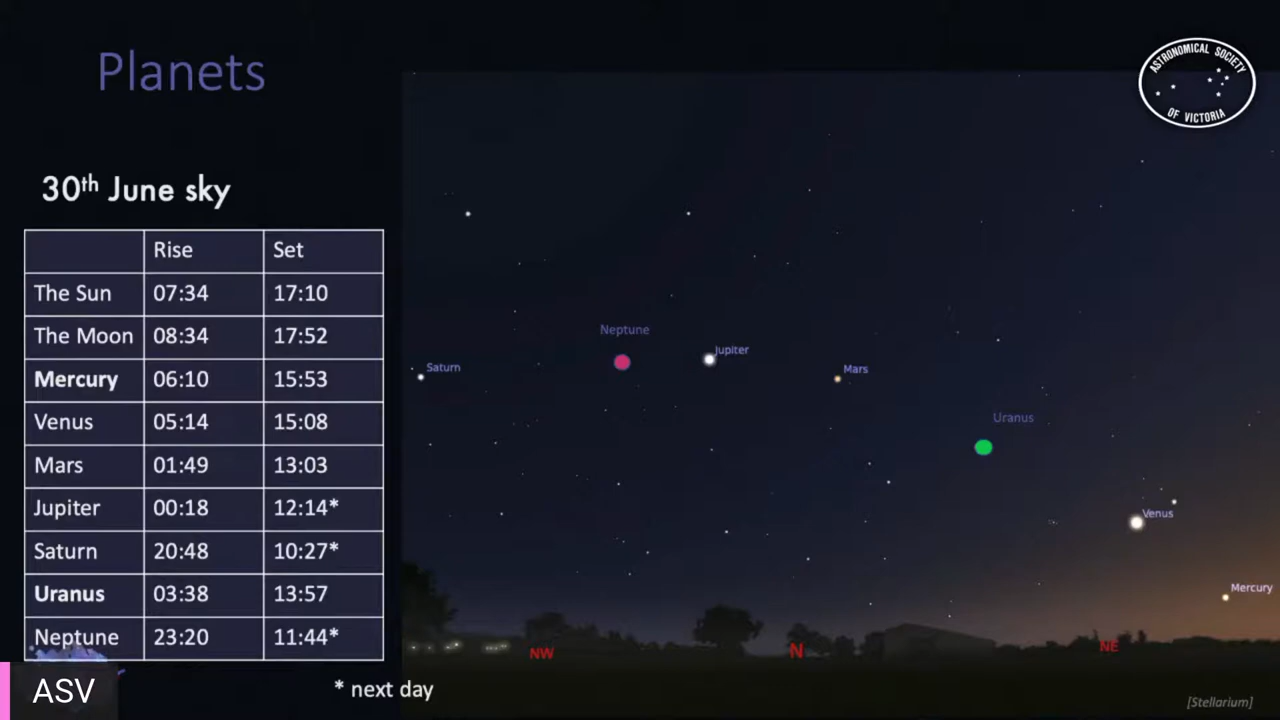 Planets
ASTRONOMICAL SOCIETY
OF VICTORIA
30th June sky
Rise Set
The Sun 07:34 17:10
The Moon 08:34 17:52
Mercury 06:10 15:53
Venus 05:14 15:08
Mars 01:49 13:03
Jupiter 00:18 12:14*
Saturn 20:48 10:27*
Uranus 03:38 13:57
Neptune 23:20 11:44*
* next day
ASV
Neptune
Jupiter
Saturn
Mars
Uranus
Venus
Mercury
NW
N
NE
[Stellarium]